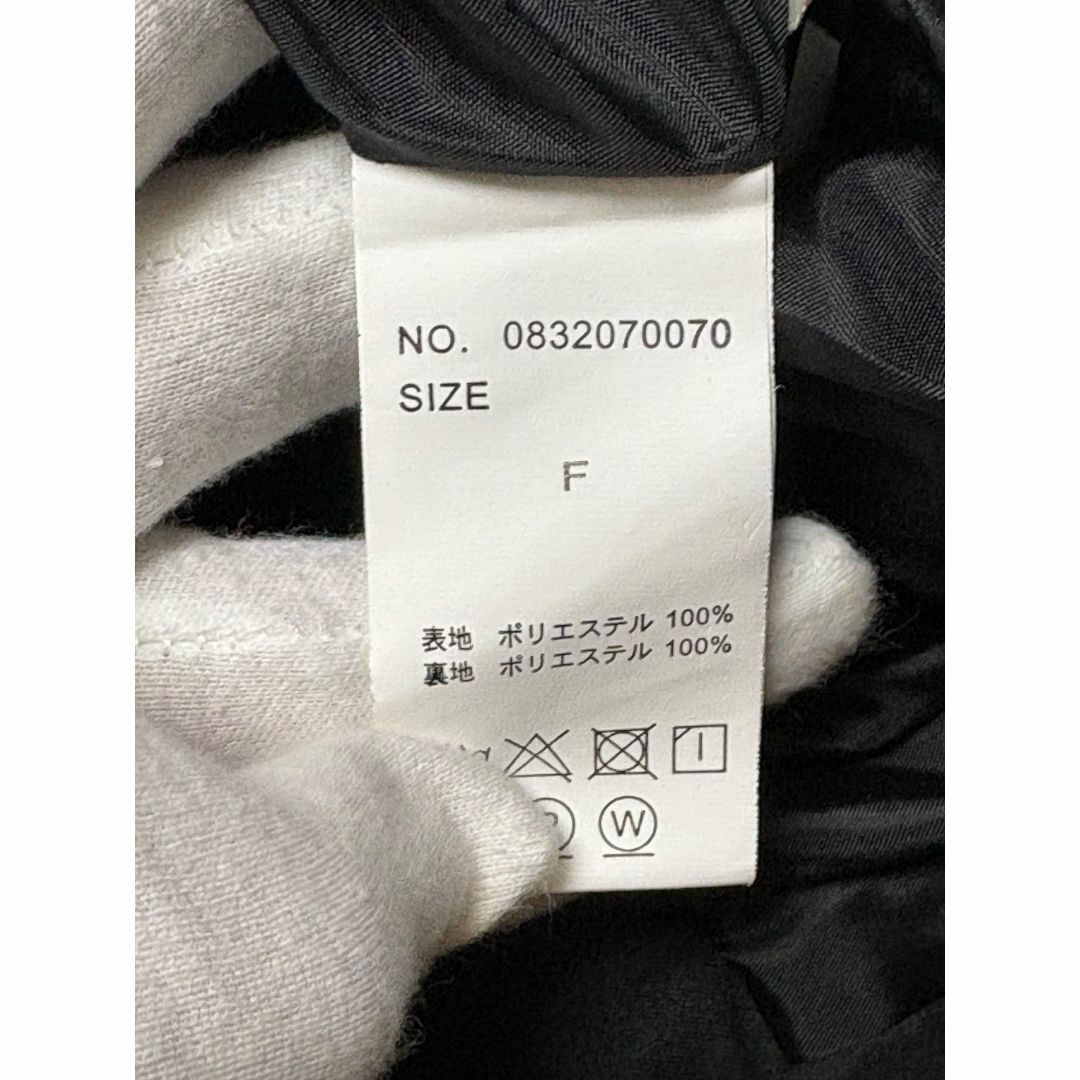 NO. 0832070070
SIZE
F
表地 ポリエステル 100%
裏地 ポリエステル 100%
W